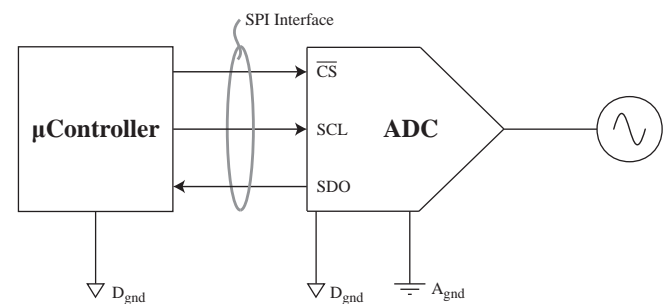 SPI Interface
CS
µController
SCL
ADC
SDO
Dgnd
Dgnd
Agnd